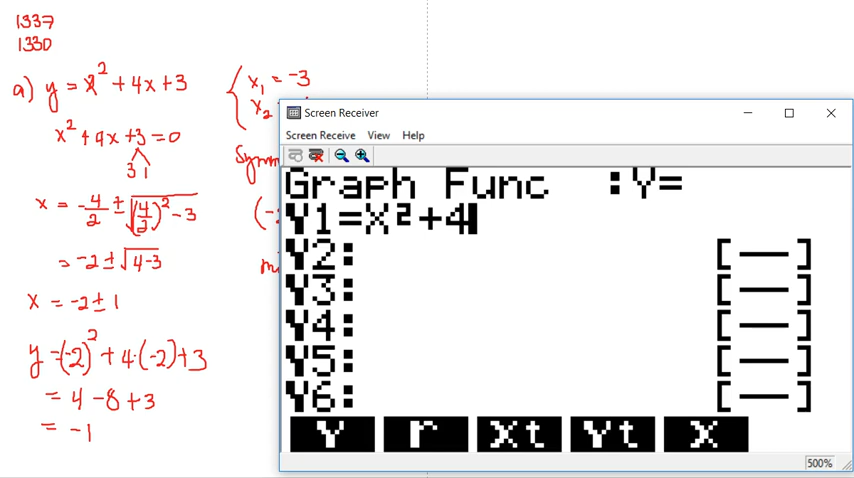 1337
1330
a) y = x² + 4x + 3
x² + 4x + 3 = 0
3 1
x = -4/2 ± √(4/2)² - 3
= -2 ± √4-3
x = -2 ± 1
y = (-2)² + 4·(-2) + 3
= 4 - 8 + 3
= -1
x₁ = -3
x₂
Symm
(-2
Screen Receiver
Screen Receive View Help
Graph Func :Y=
Y1=X²+4
Y2: [—]
Y3: [—]
Y4: [—]
Y5: [—]
Y6: [—]
Y r Xt Yt X
500%